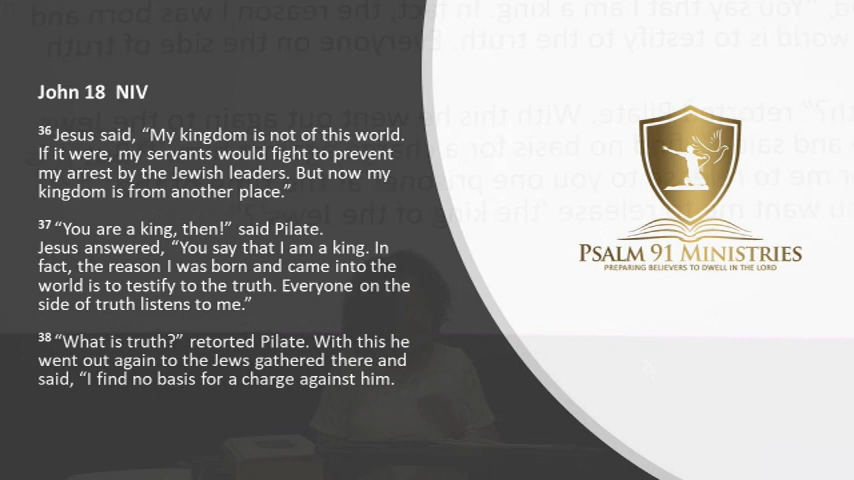 John 18 NIV
36 Jesus said, “My kingdom is not of this world.
If it were, my servants would fight to prevent
my arrest by the Jewish leaders. But now my
kingdom is from another place.”
37 “You are a king, then!” said Pilate.
Jesus answered, “You say that I am a king. In
fact, the reason I was born and came into the
world is to testify to the truth. Everyone on the
side of truth listens to me.”
38 “What is truth?” retorted Pilate. With this he
went out again to the Jews gathered there and
said, “I find no basis for a charge against him.
PSALM 91 MINISTRIES
PREPARING BELIEVERS TO DWELL IN THE LORD